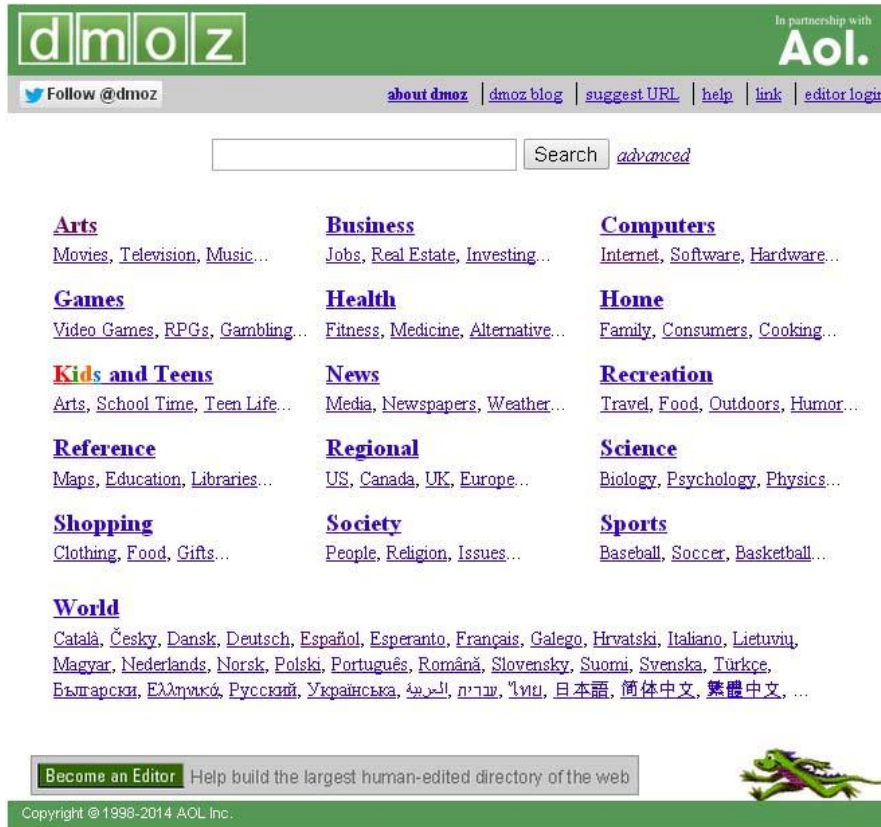 dmoz
In partnership with
Aol.
Follow @dmoz
about dmoz | dmoz blog | suggest URL | help | link | editor login
Search advanced
Arts Business Computers
Movies, Television, Music... Jobs, Real Estate, Investing... Internet, Software, Hardware...
Games Health Home
Video Games, RPGs, Gambling... Fitness, Medicine, Alternative... Family, Consumers, Cooking...
Kids and Teens News Recreation
Arts, School Time, Teen Life... Media, Newspapers, Weather... Travel, Food, Outdoors, Humor...
Reference Regional Science
Maps, Education, Libraries... US, Canada, UK, Europe... Biology, Psychology, Physics...
Shopping Society Sports
Clothing, Food, Gifts... People, Religion, Issues... Baseball, Soccer, Basketball...
World
Català, Česky, Dansk, Deutsch, Español, Esperanto, Français, Galego, Hrvatski, Italiano, Lietuvių,
Magyar, Nederlands, Norsk, Polski, Português, Română, Slovensky, Suomi, Svenska, Türkçe,
Български, Ελληνικά, Русский, Українська, العربية, עברית, ไทย, 日本語, 简体中文, 繁體中文, ...
Become an Editor Help build the largest human-edited directory of the web
Copyright © 1998-2014 AOL Inc.